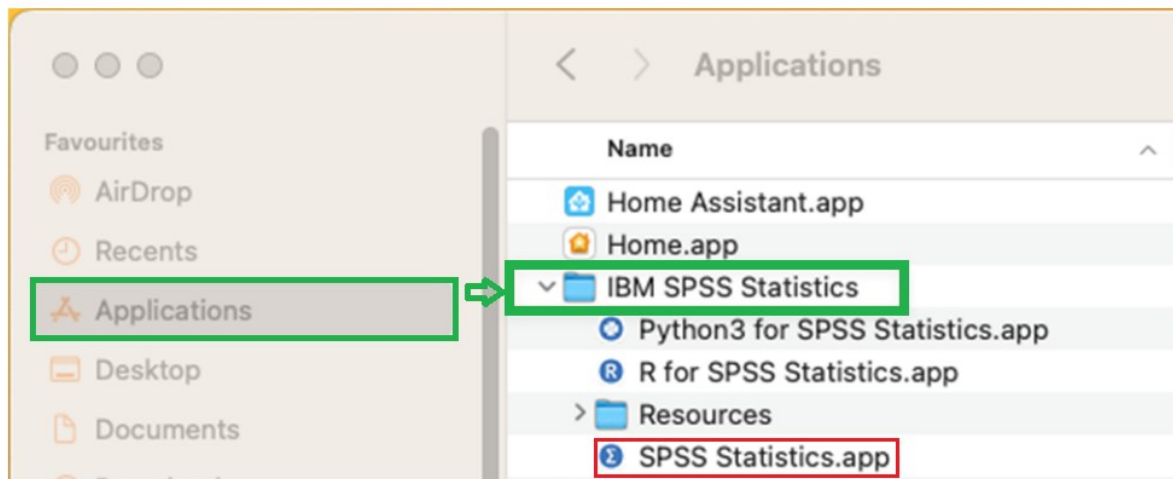 Applications
Favourites
AirDrop
Recents
Applications
Desktop
Documents
Name
Home Assistant.app
Home.app
IBM SPSS Statistics
Python3 for SPSS Statistics.app
R for SPSS Statistics.app
Resources
SPSS Statistics.app